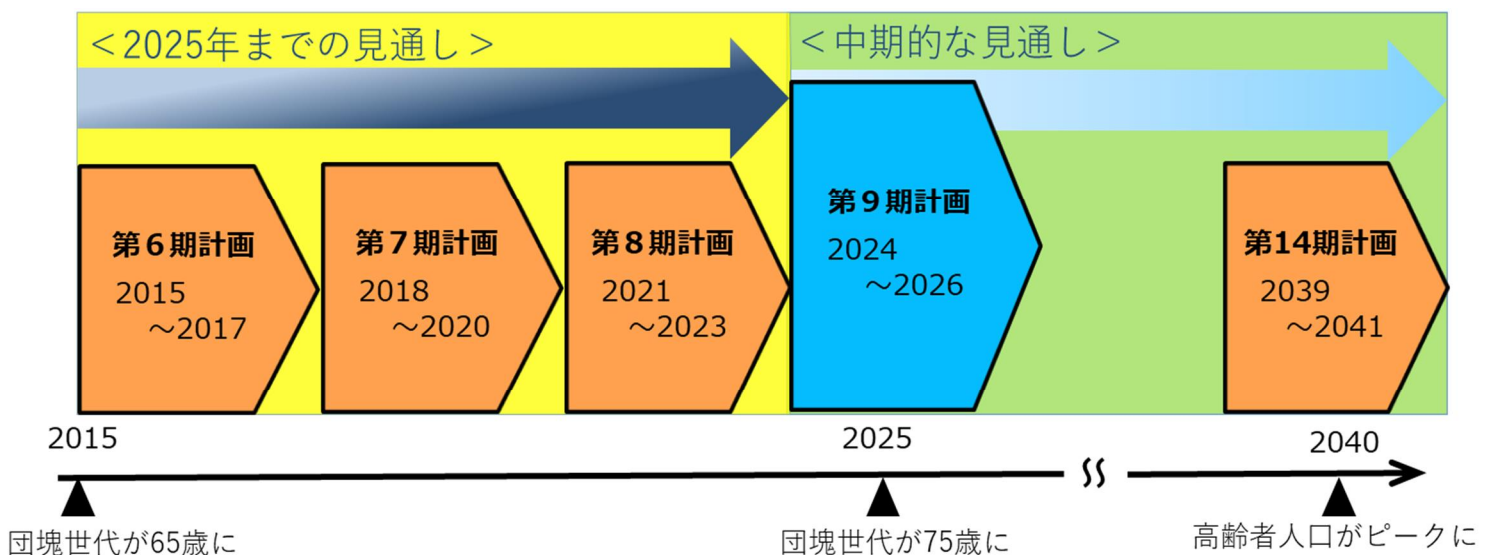 ＜2025年までの見通し＞
＜中期的な見通し＞
第６期計画
2015
～2017
第７期計画
2018
～2020
第８期計画
2021
～2023
第９期計画
2024
～2026
第14期計画
2039
～2041
2015
2025
2040
団塊世代が65歳に
団塊世代が75歳に
高齢者人口がピークに